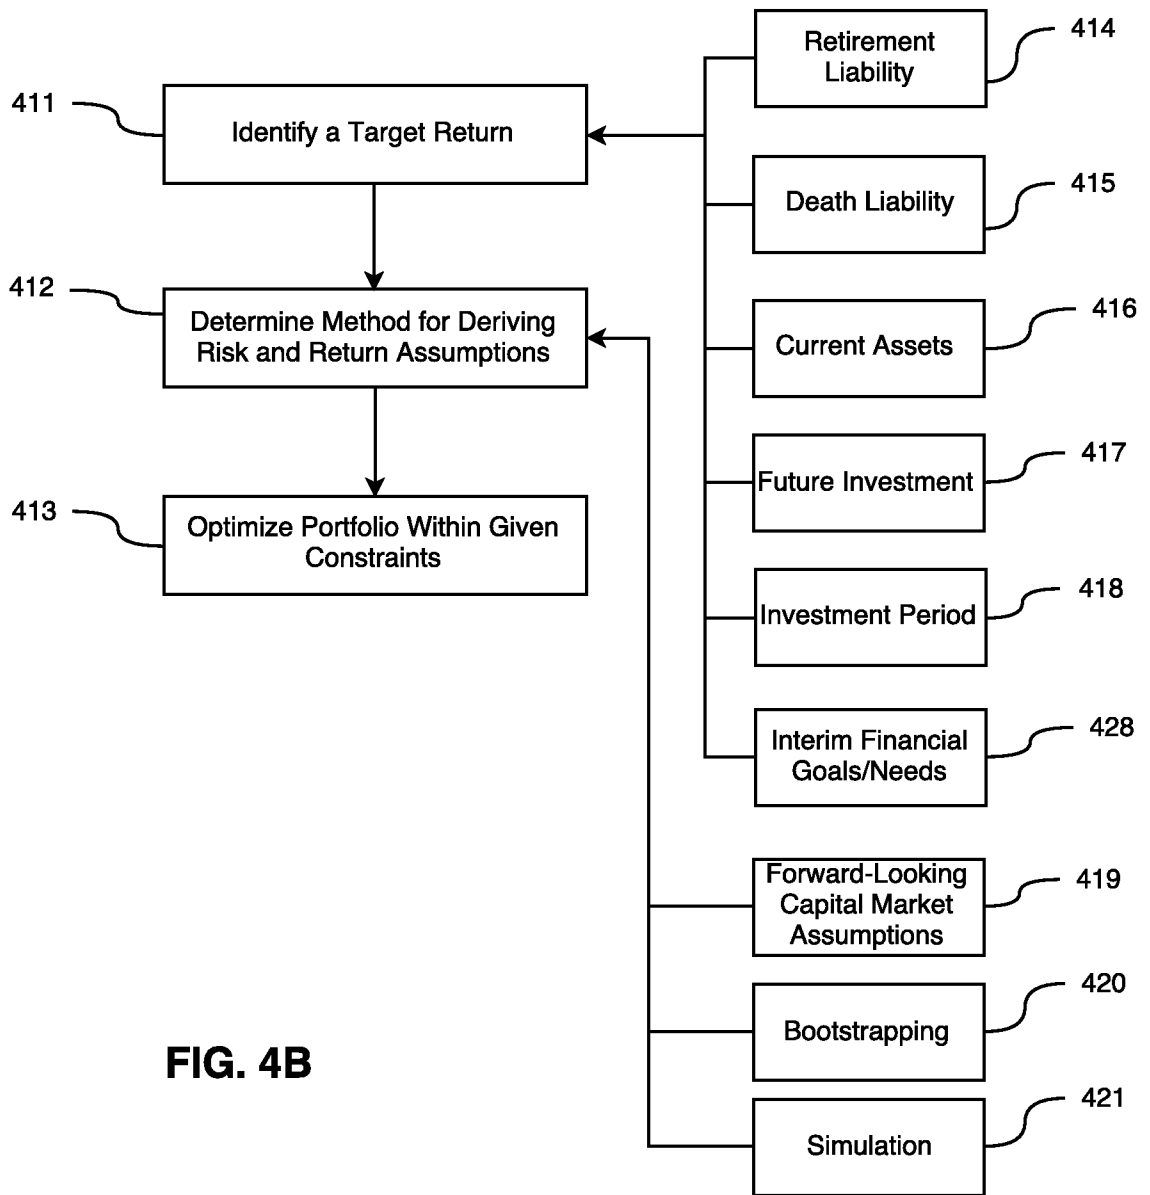 414
Retirement
Liability
411
Identify a Target Return
415
Death Liability
412
Determine Method for Deriving
Risk and Return Assumptions
416
Current Assets
417
Future Investment
413
Optimize Portfolio Within Given
Constraints
418
Investment Period
428
Interim Financial
Goals/Needs
419
Forward-Looking
Capital Market
Assumptions
420
Bootstrapping
421
Simulation
FIG. 4B